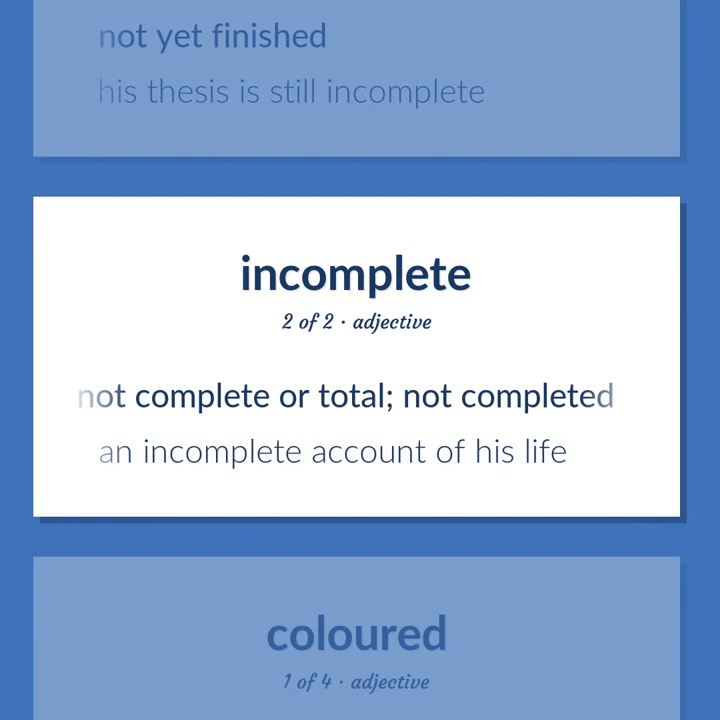 not yet finished
his thesis is still incomplete
incomplete
2 of 2 · adjective
not complete or total; not completed
an incomplete account of his life
coloured
1 of 4 · adjective